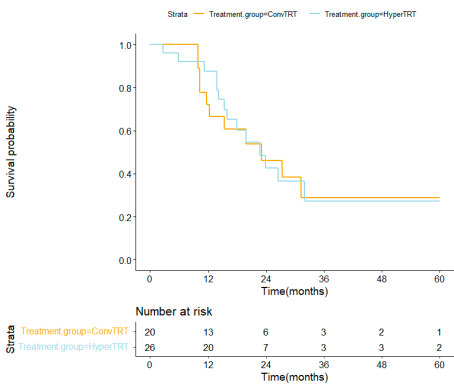 Strata Treatment.group=ConvTRT Treatment.group=HyperTRT
1.0
0.8
0.6
0.4
0.2
0.0
Survival probability
0 12 24 36 48 60
Time(months)
Number at risk
Strata
Treatment.group=ConvTRT 20 13 6 3 2 1
Treatment.group=HyperTRT 26 20 7 3 3 2
0 12 24 36 48 60
Time(months)